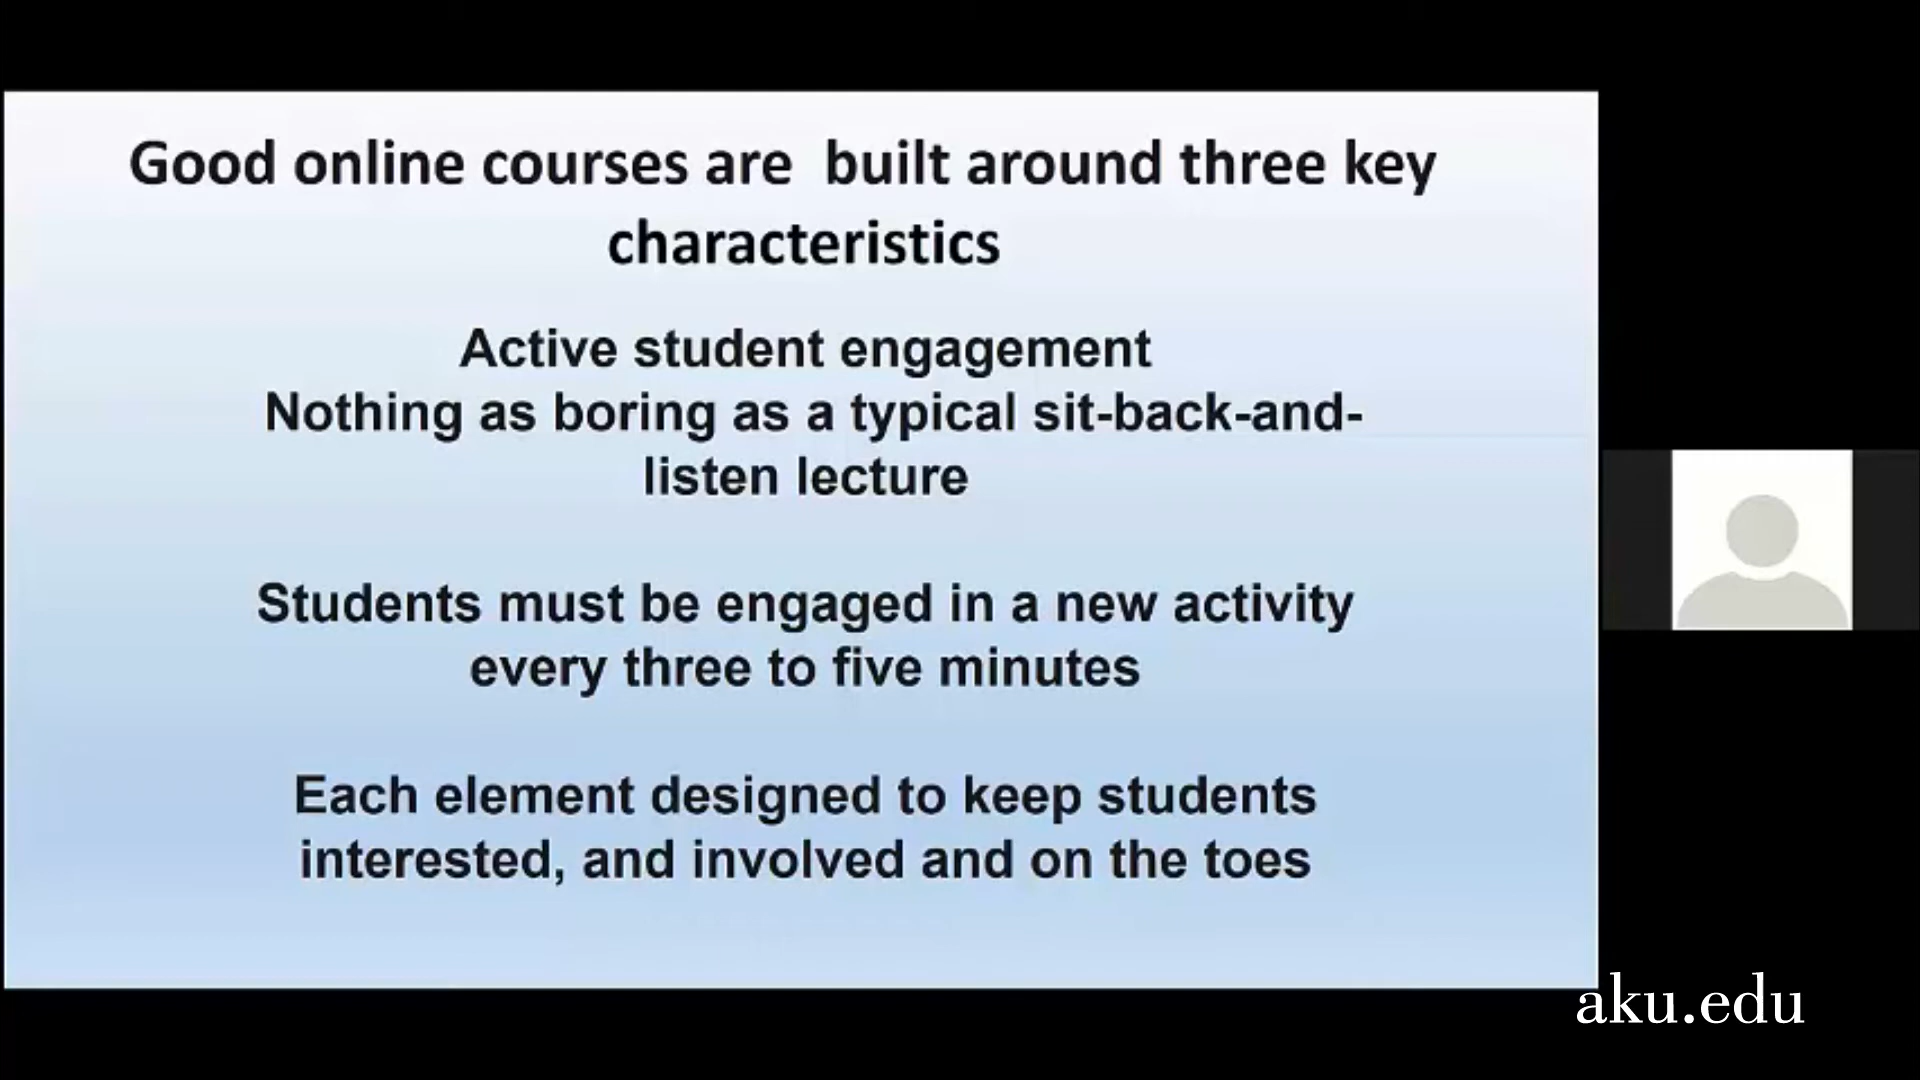 Good online courses are  built around three key
characteristics
Active student engagement
Nothing as boring as a typical sit-back-and-
listen lecture
Students must be engaged in a new activity
every three to five minutes
Each element designed to keep students
interested, and involved and on the toes
aku.edu